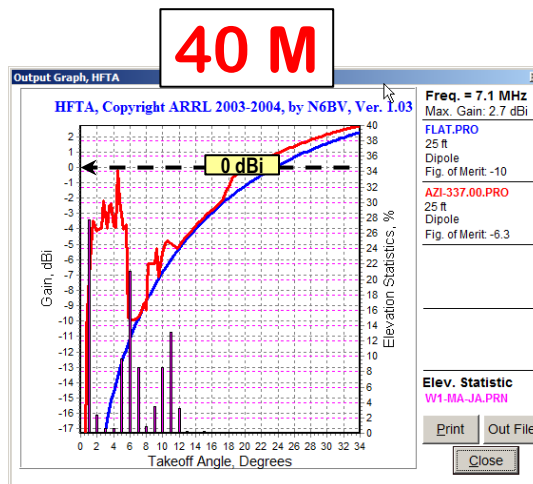 40 M
Output Graph, HFTA
HFTA, Copyright ARRL 2003-2004, by N6BV, Ver. 1.03
Freq. = 7.1 MHz
Max. Gain: 2.7 dBi
FLAT.PRO
25 ft
Dipole
Fig. of Merit: -10
AZI-337.00.PRO
25 ft
Dipole
Fig. of Merit: -6.3
Elev. Statistic
W1-MA-JA.PRN
Print
Out File
Close
Gain, dBi
2
1
0
-1
-2
-3
-4
-5
-6
-7
-8
-9
-10
-11
-12
-13
-14
-15
-16
-17
0 dBi
40
38
36
34
32
30
28
26
24
22
20
18
16
14
12
10
8
6
4
2
0
Elevation Statistics, %
0 2 4 6 8 10 12 14 16 18 20 22 24 26 28 30 32 34
Takeoff Angle, Degrees